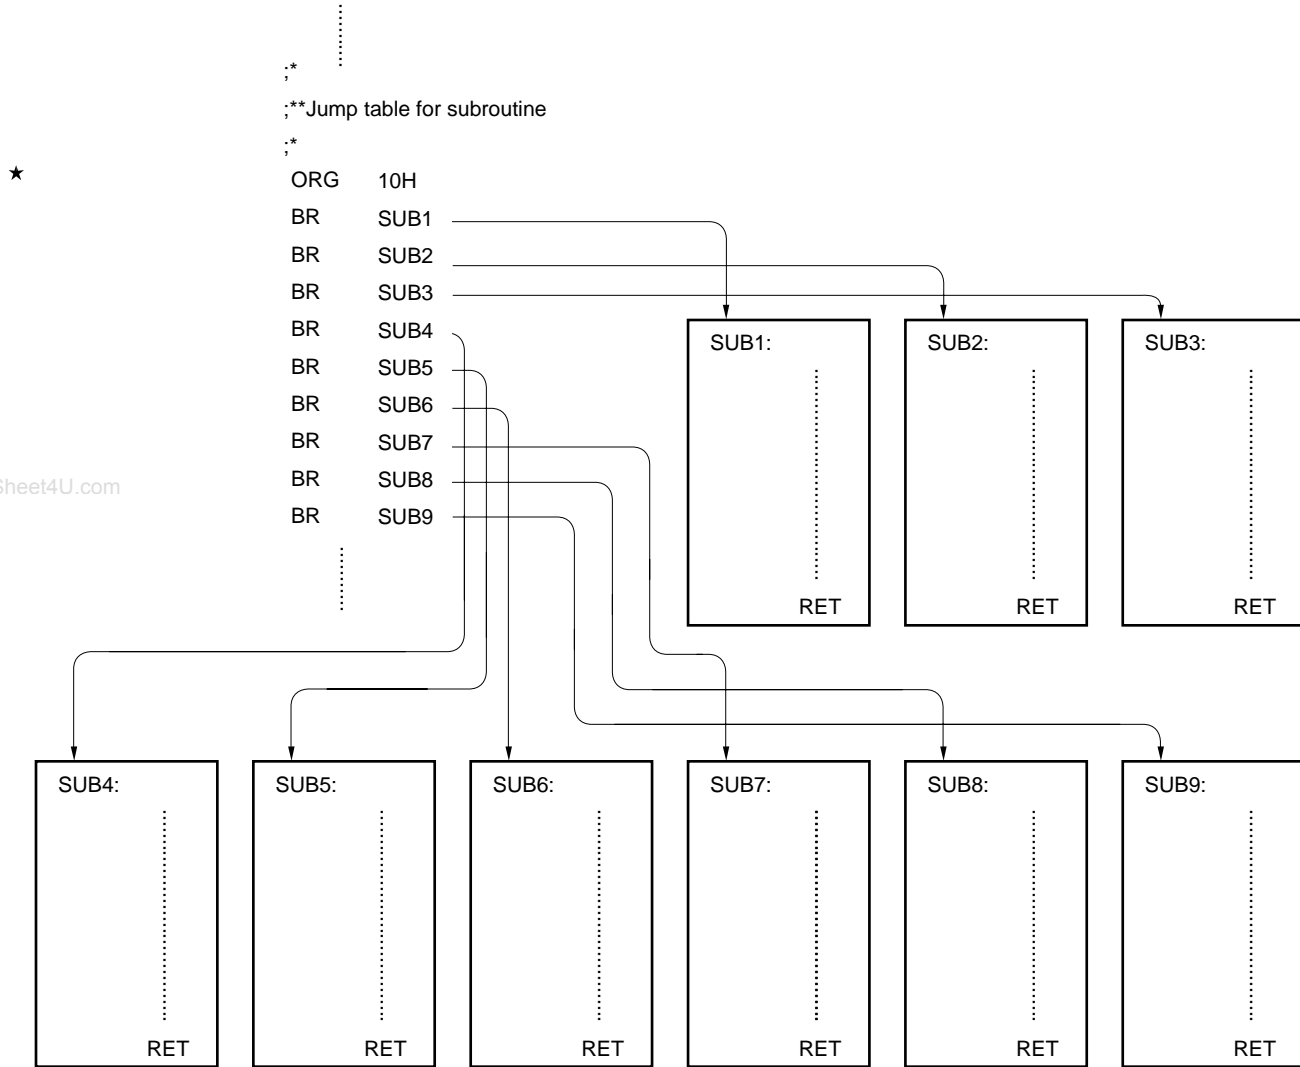 ;*
;**Jump table for subroutine
;*
★
ORG 10H
BR SUB1
BR SUB2
BR SUB3
BR SUB4
BR SUB5
BR SUB6
BR SUB7
BR SUB8
BR SUB9
Sheet4U.com
SUB1:
RET
SUB2:
RET
SUB3:
RET
SUB4:
RET
SUB5:
RET
SUB6:
RET
SUB7:
RET
SUB8:
RET
SUB9:
RET